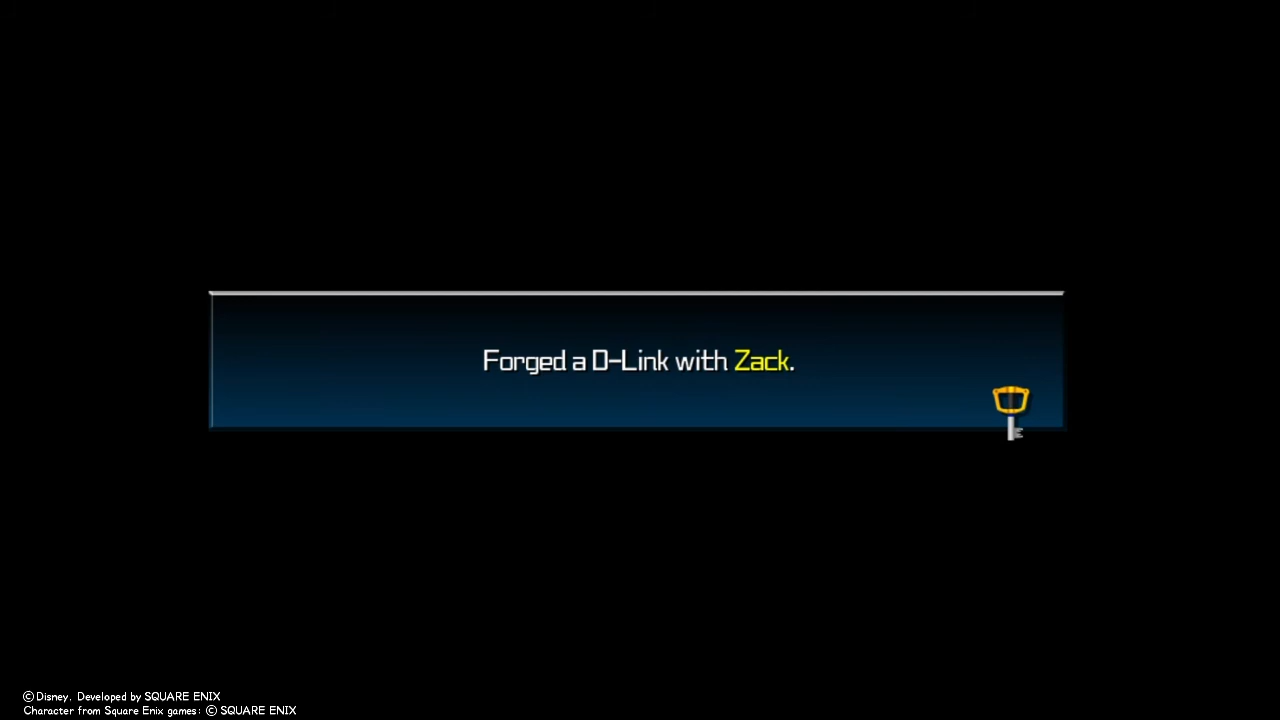 Forged a D-Link with Zack.
©Disney. Developed by SQUARE ENIX
Character from Square Enix games: © SQUARE ENIX